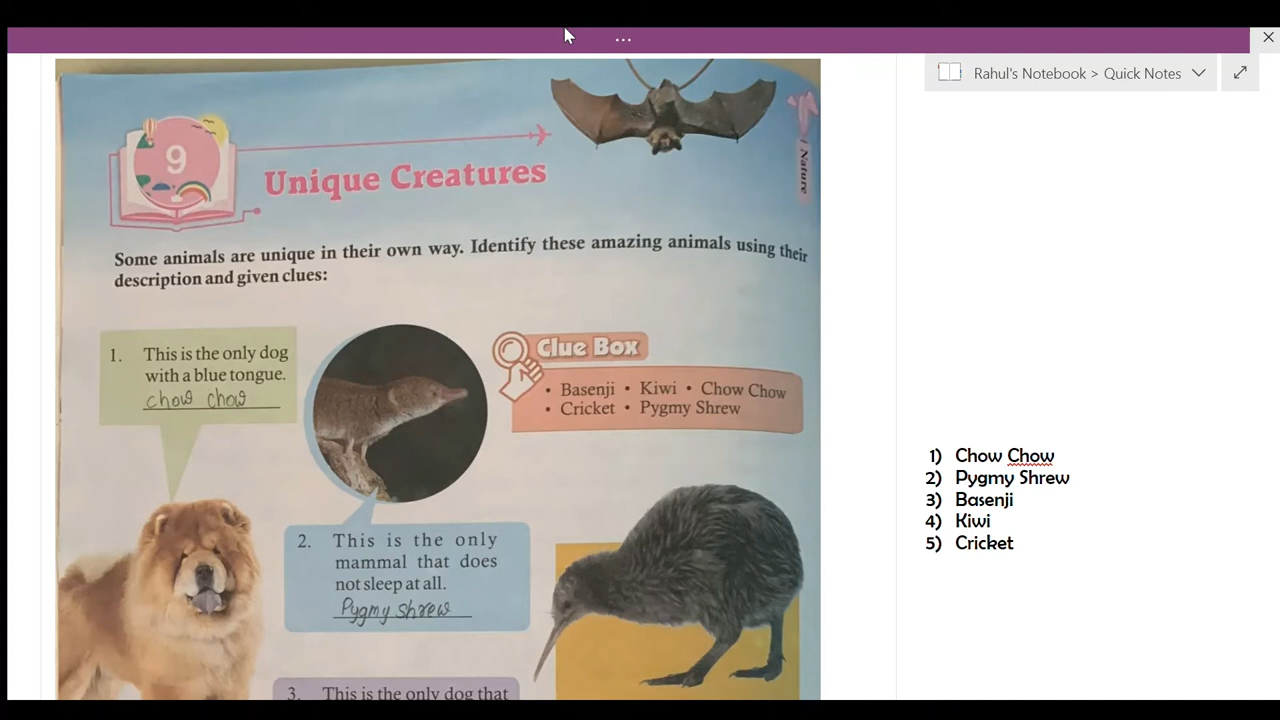 ...
Rahul's Notebook > Quick Notes
9
Unique Creatures
Nature
Some animals are unique in their own way. Identify these amazing animals using their
description and given clues:
1. This is the only dog
with a blue tongue.
chow chow
Clue Box
• Basenji • Kiwi • Chow Chow
• Cricket • Pygmy Shrew
2. This is the only
mammal that does
not sleep at all.
Pygmy shrew
3. This is the only dog that
1) Chow Chow
2) Pygmy Shrew
3) Basenji
4) Kiwi
5) Cricket